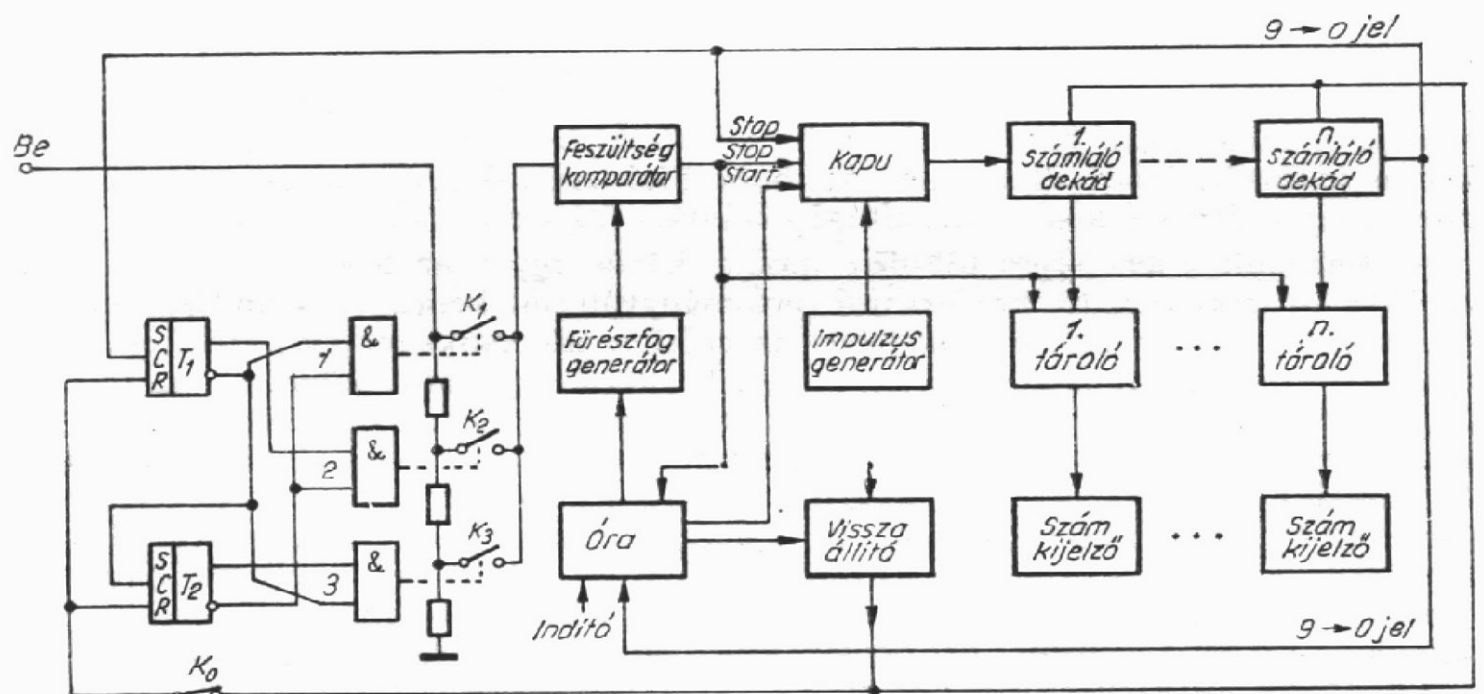 9 → 0 jel
Be
Feszültség
komparátor
Stop
Stop
Start
Kapu
1.
számláló
dekád
n.
számláló
dekád
K1
S
C
R
T1
1
&
Fűrészfog
generátor
Impulzus
generátor
1.
tároló
...
n.
tároló
K2
2
&
K3
S
C
R
T2
3
&
Óra
Vissza
állító
Szám
kijelző
...
Szám
kijelző
Indító
9 → 0 jel
K0